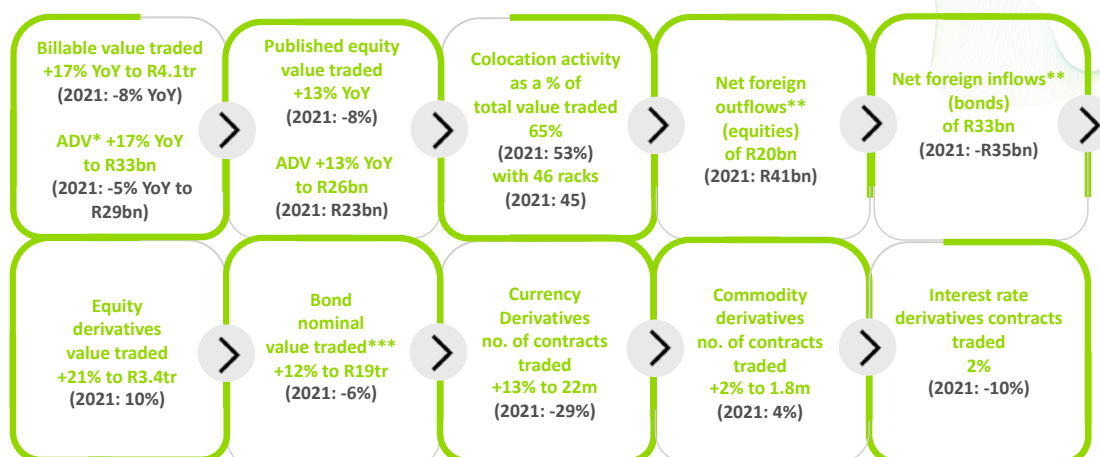 Billable value traded
+17% YoY to R4.1tr
(2021: -8% YoY)
ADV* +17% YoY
to R33bn
(2021: -5% YoY to
R29bn)
Published equity
value traded
+13% YoY
(2021: -8%)
ADV +13% YoY
to R26bn
(2021: R23bn)
Colocation activity
as a % of
total value traded
65%
(2021: 53%)
with 46 racks
(2021: 45)
Net foreign
outflows**
(equities)
of R20bn
(2021: R41bn)
Net foreign inflows**
(bonds)
of R33bn
(2021: -R35bn)
Equity
derivatives
value traded
+21% to R3.4tr
(2021: 10%)
Bond
nominal
value traded***
+12% to R19tr
(2021: -6%)
Currency
Derivatives
no. of contracts
traded
+13% to 22m
(2021: -29%)
Commodity
derivatives
no. of contracts
traded
+2% to 1.8m
(2021: 4%)
Interest rate
derivatives contracts
traded
2%
(2021: -10%)